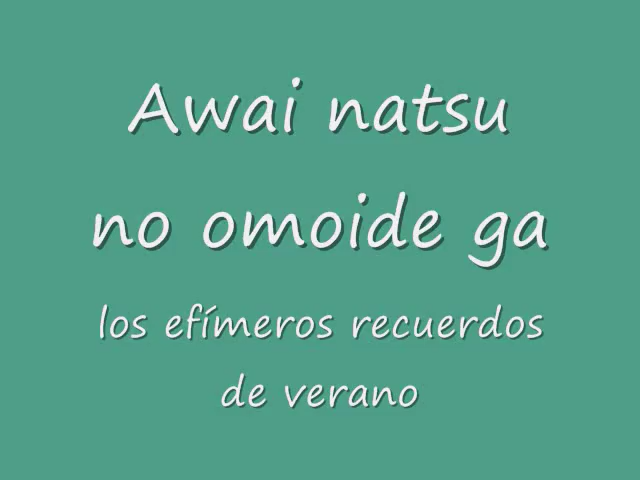 Awai natsu
no omoide ga
los efímeros recuerdos
de verano